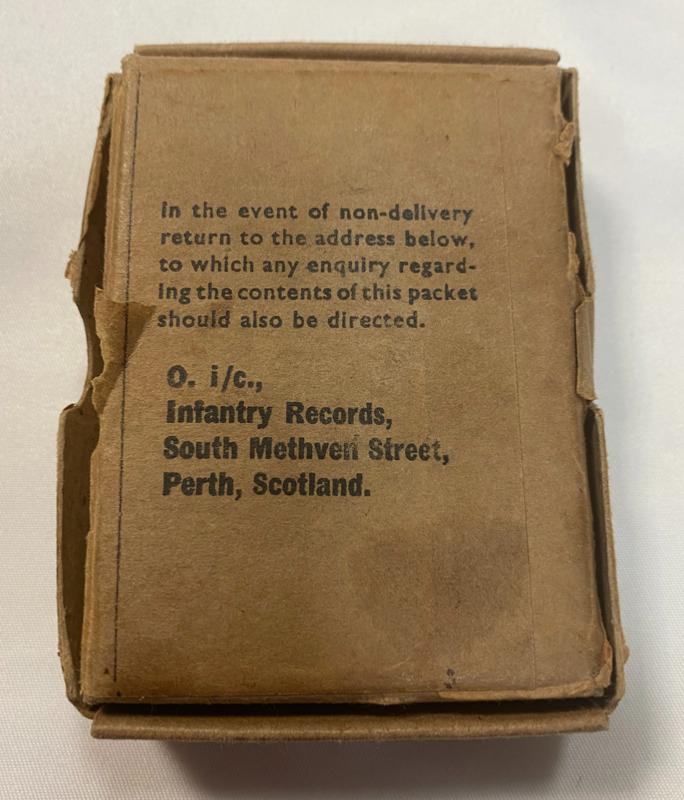 In the event of non-delivery
return to the address below,
to which any enquiry regard-
ing the contents of this packet
should also be directed.
O. i/c.,
Infantry Records,
South Methven Street,
Perth, Scotland.